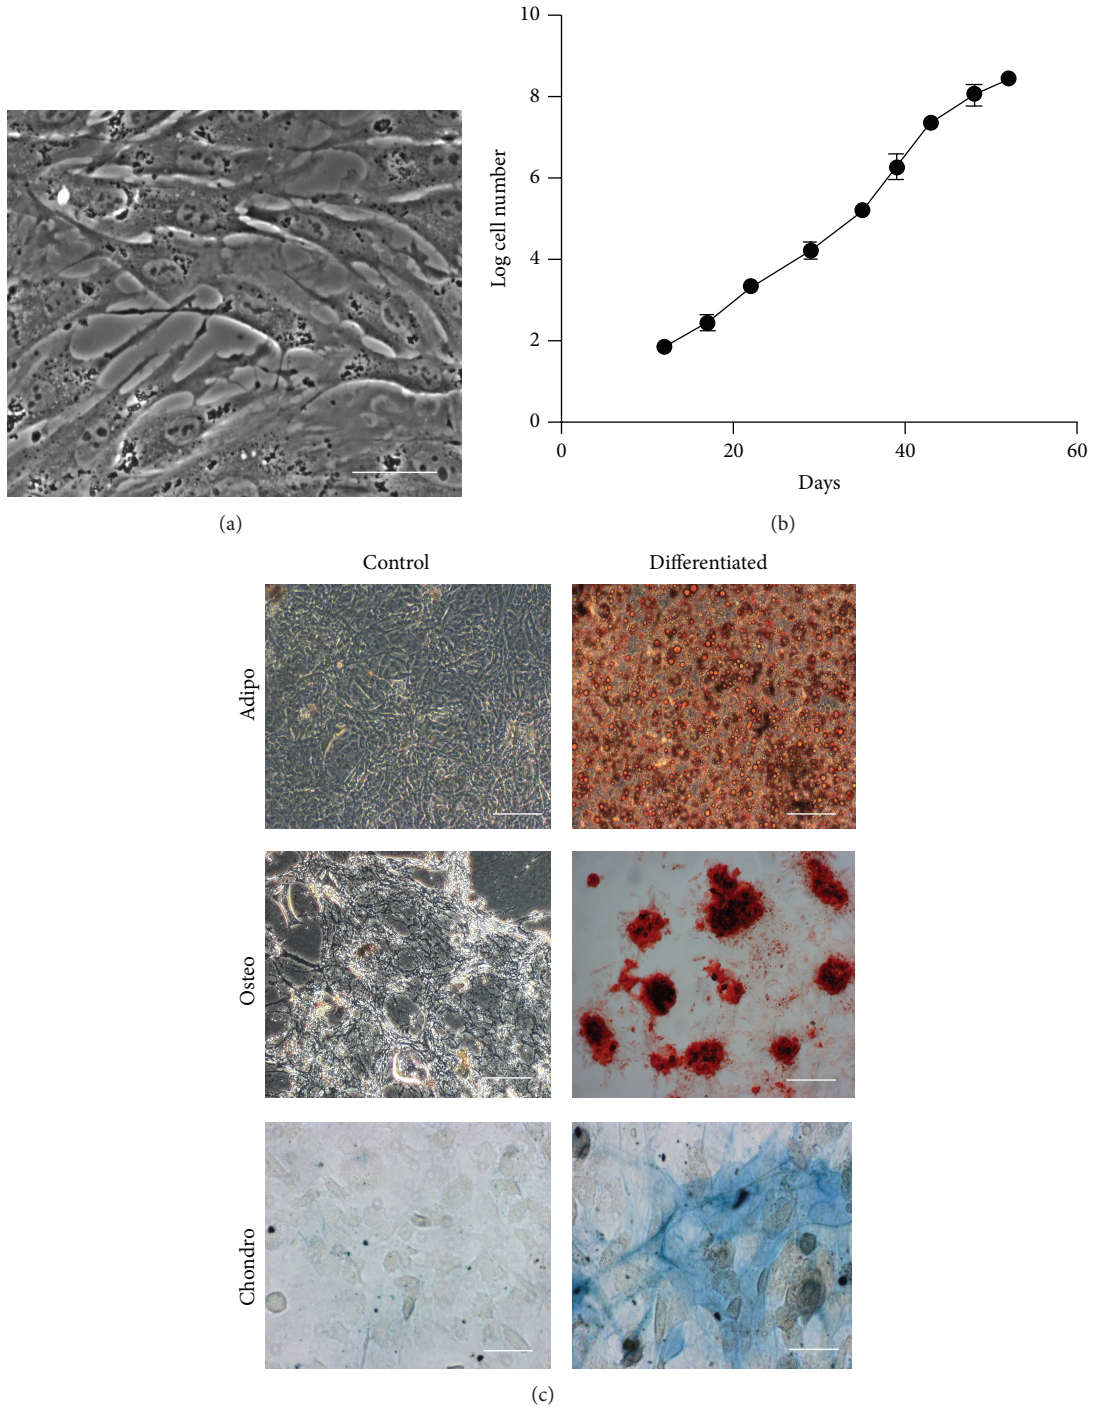 10
8
6
4
2
0
Log cell number
0 20 40 60
Days
(a)
(b)
Control Differentiated
Adipo
Osteo
Chondro
(c)